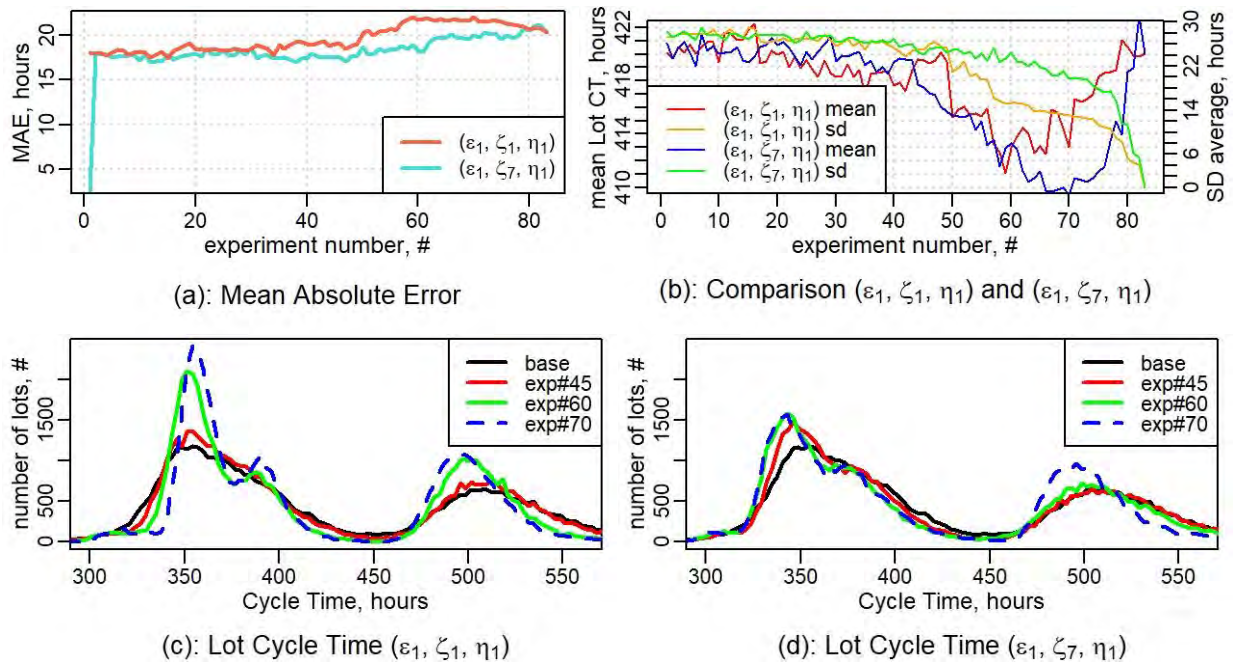 MAE, hours
20
15
5
0
20
40
60
80
experiment number, #
(ε1, ζ1, η1)
(ε1, ζ7, η1)
(a): Mean Absolute Error
mean Lot CT, hours
422
418
414
410
30
22
14
6
0
SD average, hours
0
10
20
30
40
50
60
70
80
experiment number, #
(ε1, ζ1, η1) mean
(ε1, ζ1, η1) sd
(ε1, ζ7, η1) mean
(ε1, ζ7, η1) sd
(b): Comparison (ε1, ζ1, η1) and (ε1, ζ7, η1)
number of lots, #
1500
5000
0
300
350
400
450
500
550
Cycle Time, hours
base
exp#45
exp#60
exp#70
(c): Lot Cycle Time (ε1, ζ1, η1)
number of lots, #
1500
5000
0
300
350
400
450
500
550
Cycle Time, hours
base
exp#45
exp#60
exp#70
(d): Lot Cycle Time (ε1, ζ7, η1)